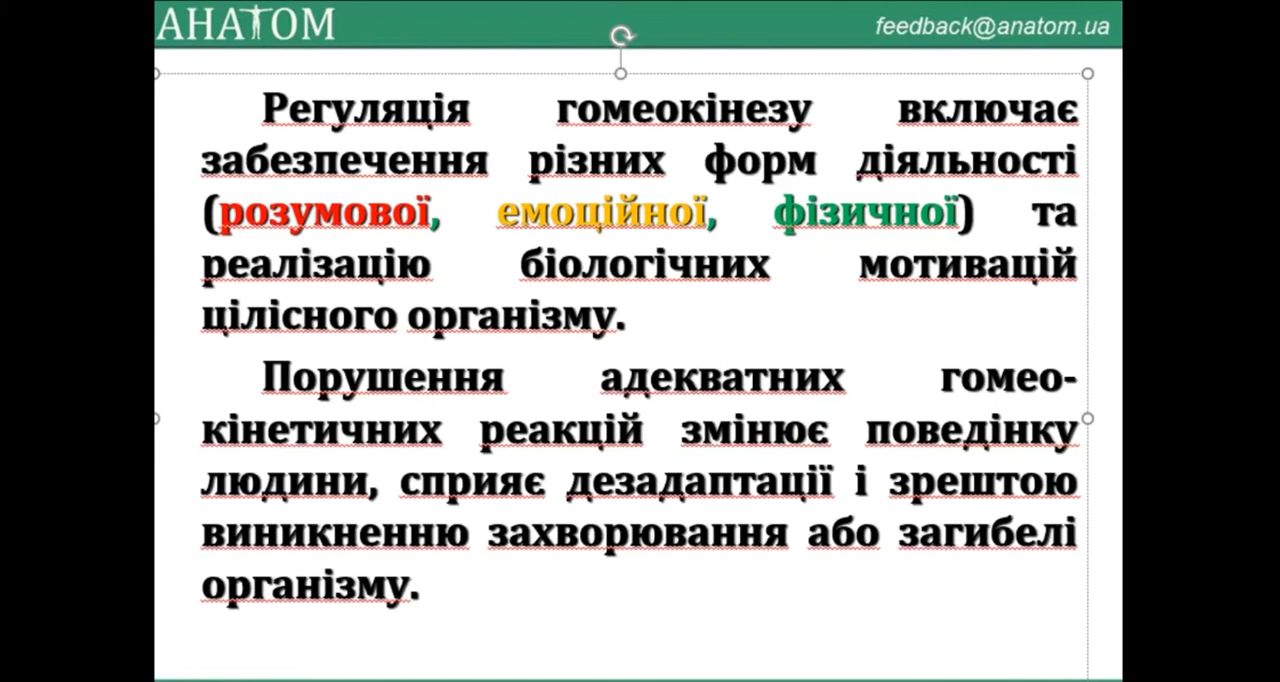 АНАТОМ
feedback@anatom.ua
Регуляція гомеокінезу включає
забезпечення різних форм діяльності
(розумової, емоційної, фізичної) та
реалізацію біологічних мотивацій
цілісного організму.
Порушення адекватних гомео-
кінетичних реакцій змінює поведінку
людини, сприяє дезадаптації і зрештою
виникненню захворювання або загибелі
організму.